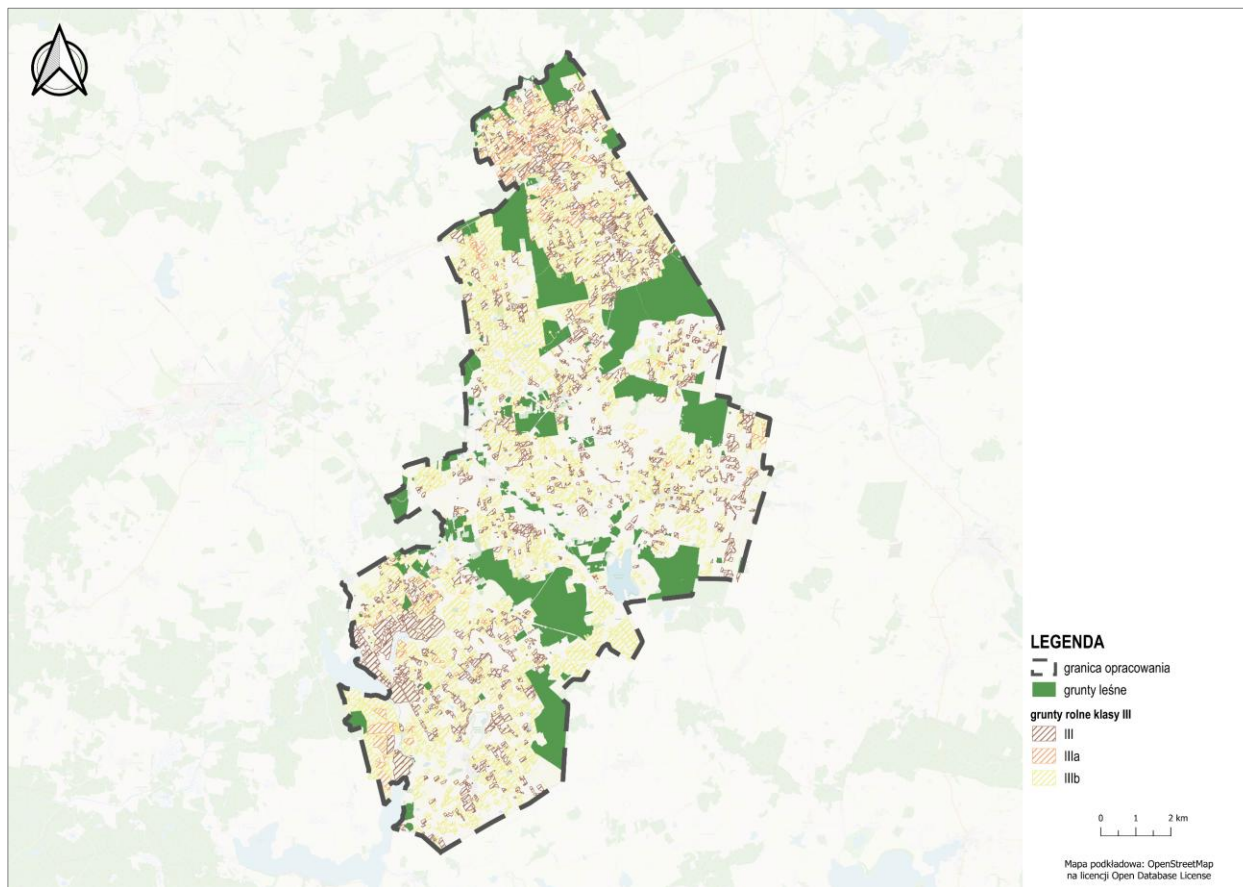 LEGENDA
granica opracowania
grunty leśne
grunty rolne klasy III
III
IIIa
IIIb
0 1 2 km
Mapa podkładowa: OpenStreetMap
na licencji Open Database License